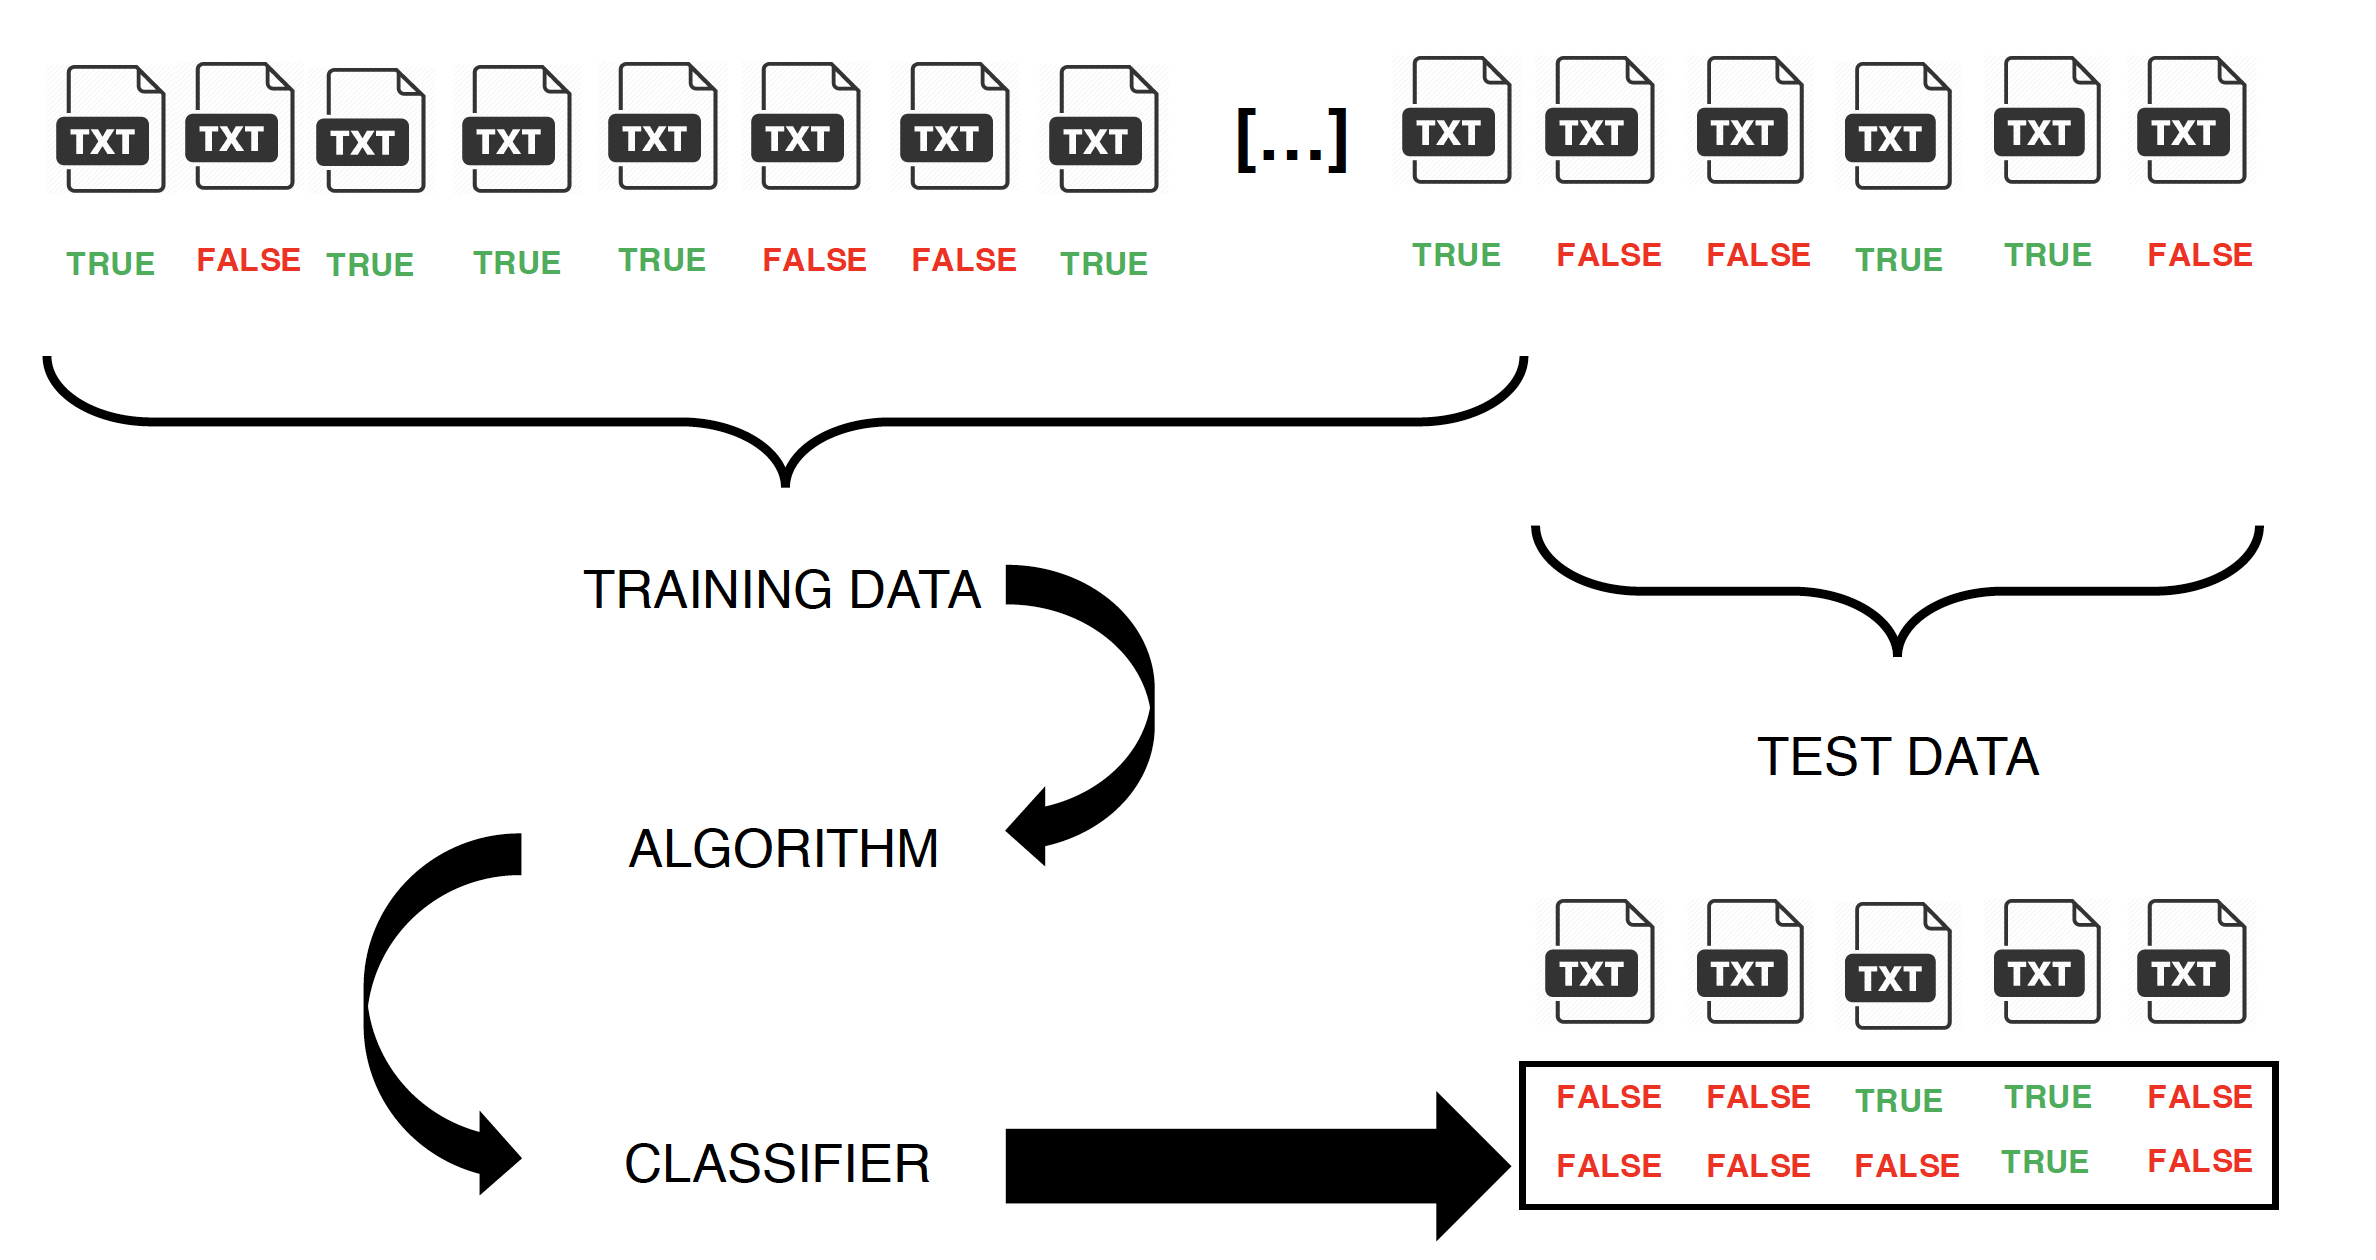 TXT TXT TXT TXT TXT TXT TXT TXT [...] TXT TXT TXT TXT TXT TXT
TRUE FALSE TRUE TRUE TRUE FALSE FALSE TRUE TRUE FALSE FALSE TRUE TRUE FALSE
TRAINING DATA
TEST DATA
ALGORITHM
TXT TXT TXT TXT TXT
FALSE FALSE TRUE TRUE FALSE
CLASSIFIER
FALSE FALSE FALSE TRUE FALSE